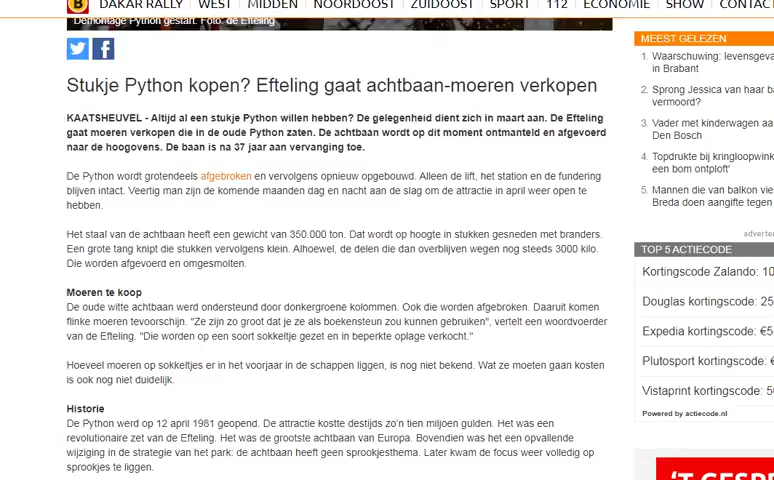 B DAKAR RALLY WEST MIDDEN NOORDOOST ZUIDOOST SPORT 112 ECONOMIE SHOW CONTACT
Demontage Python gestart. Foto: de Efteling
Stukje Python kopen? Efteling gaat achtbaan-moeren verkopen
KAATSHEUVEL - Altijd al een stukje Python willen hebben? De gelegenheid dient zich in maart aan. De Efteling
gaat moeren verkopen die in de oude Python zaten. De achtbaan wordt op dit moment ontmanteld en afgevoerd
naar de hoogovens. De baan is na 37 jaar aan vervanging toe.
De Python wordt grotendeels afgebroken en vervolgens opnieuw opgebouwd. Alleen de lift, het station en de fundering
blijven intact. Veertig man zijn de komende maanden dag en nacht aan de slag om de attractie in april weer open te
hebben.
Het staal van de achtbaan heeft een gewicht van 350.000 ton. Dat wordt op hoogte in stukken gesneden met branders.
Een grote tang knipt die stukken vervolgens klein. Alhoewel, de delen die dan overblijven wegen nog steeds 3000 kilo.
Die worden afgevoerd en omgesmolten.
Moeren te koop
De oude witte achtbaan werd ondersteund door donkergroene kolommen. Ook die worden afgebroken. Daaruit komen
flinke moeren tevoorschijn. "Ze zijn zo groot dat je ze als boekensteun zou kunnen gebruiken", vertelt een woordvoerder
van de Efteling. "Die worden op een soort sokkeltje gezet en in beperkte oplage verkocht."
Hoeveel moeren op sokkeltjes er in het voorjaar in de schappen liggen, is nog niet bekend. Wat ze moeten gaan kosten
is ook nog niet duidelijk.
Historie
De Python werd op 12 april 1981 geopend. De attractie kostte destijds zo'n tien miljoen gulden. Het was een
revolutionaire zet van de Efteling. Het was de grootste achtbaan van Europa. Bovendien was het een opvallende
wijziging in de strategie van het park: de achtbaan heeft geen sprookjesthema. Later kwam de focus weer volledig op
sprookjes te liggen.
MEEST GELEZEN
1. Waarschuwing: levensgeva
in Brabant
2. Sprong Jessica van haar ba
vermoord?
3. Vader met kinderwagen aa
Den Bosch
4. Topdrukte bij kringloopwink
een bom ontploft'
5. Mannen die van balkon vie
Breda doen aangifte tegen
adverter
TOP 5 ACTIECODE
Kortingscode Zalando: 10
Douglas kortingscode: 25
Expedia kortingscode: €5
Plutosport kortingscode: €
Vistaprint kortingscode: 50
Powered by actiecode.nl
'T GESPR